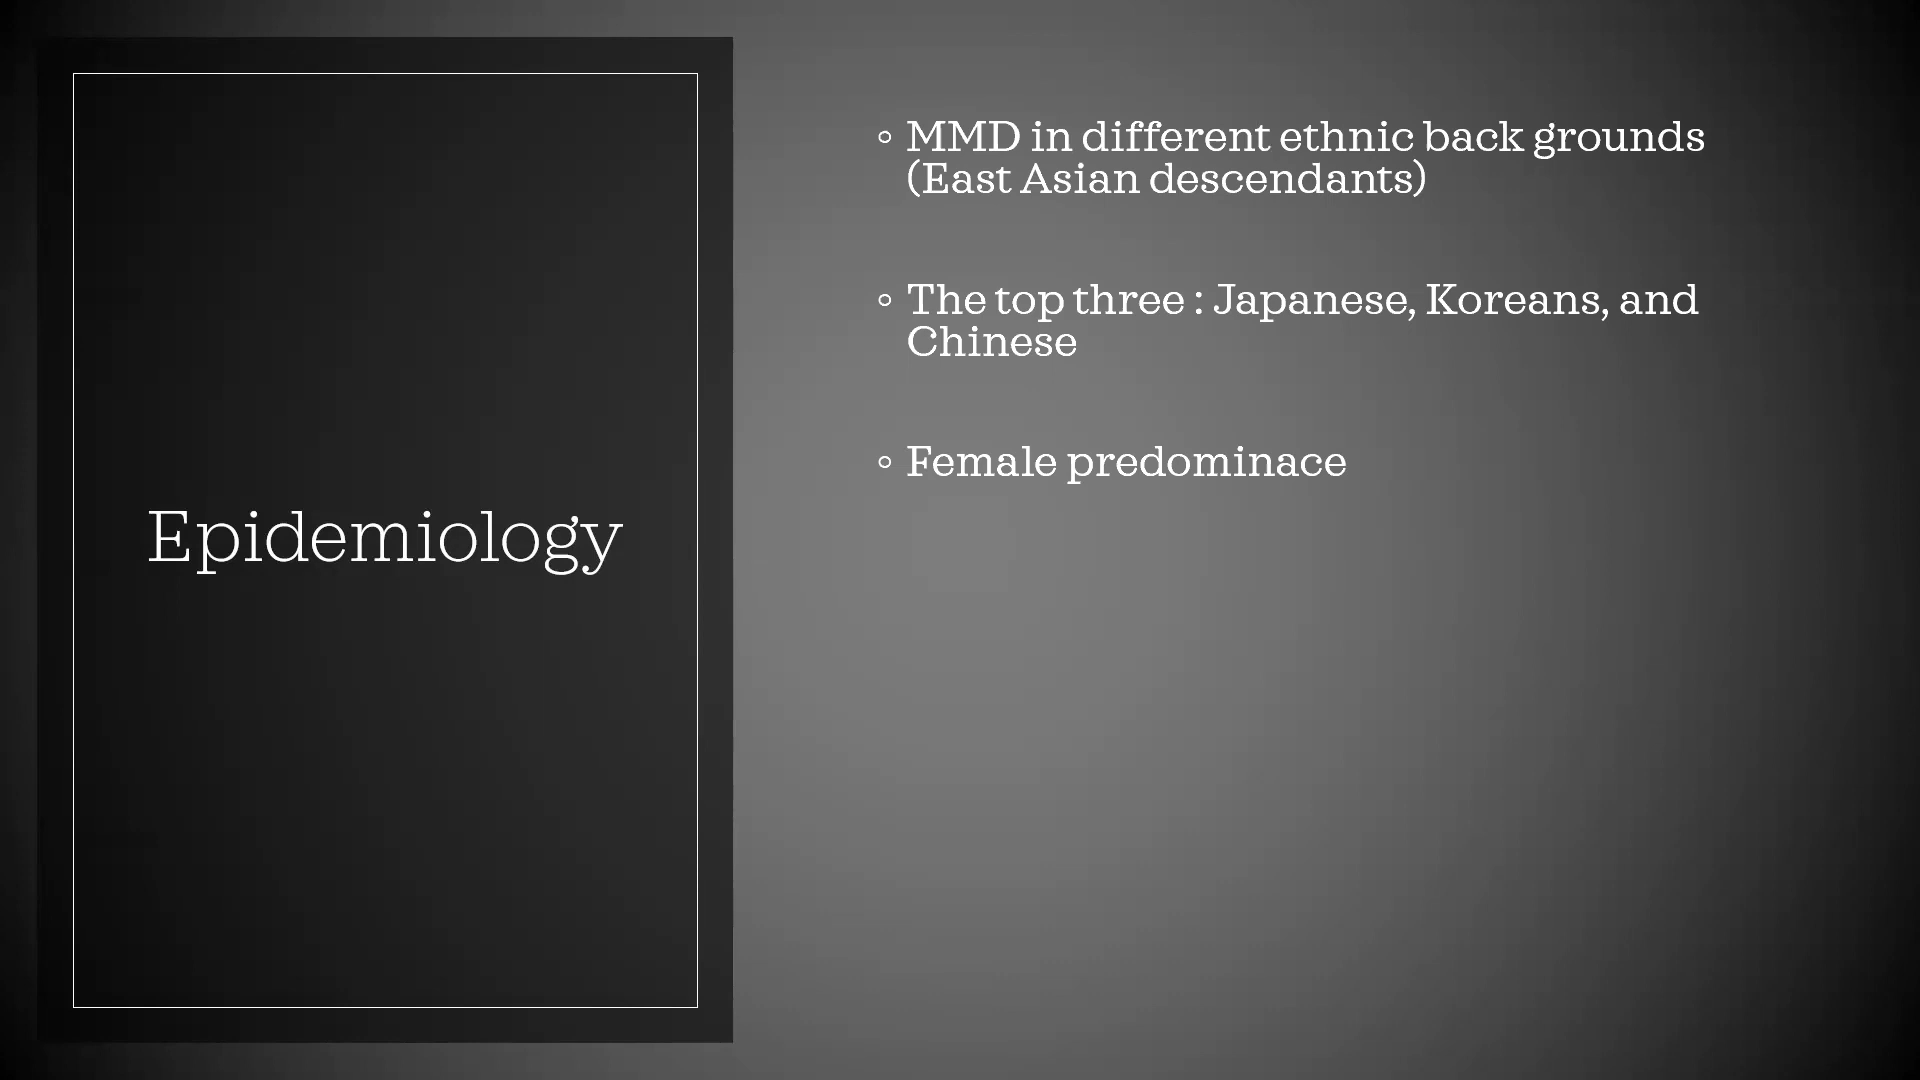 Epidemiology
◦ MMD in different ethnic back grounds
(East Asian descendants)
◦ The top three : Japanese, Koreans, and
Chinese
◦ Female predominace